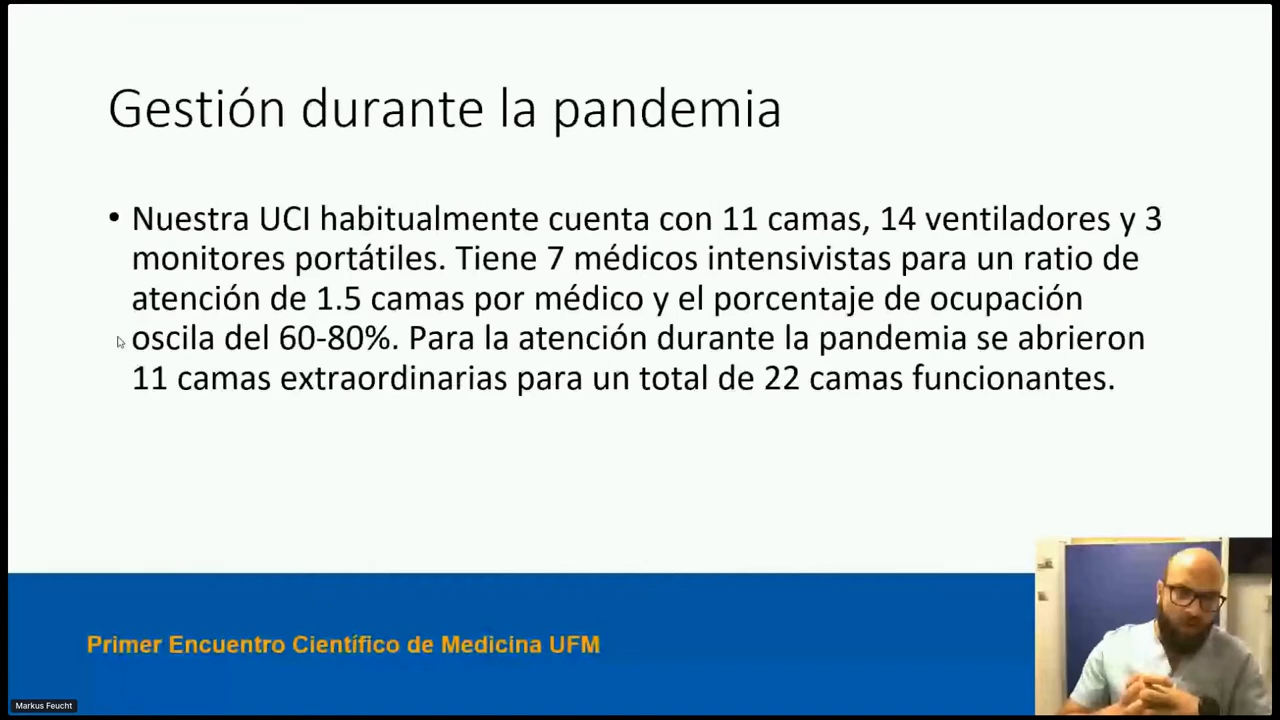 Gestión durante la pandemia
• Nuestra UCI habitualmente cuenta con 11 camas, 14 ventiladores y 3
monitores portátiles. Tiene 7 médicos intensivistas para un ratio de
atención de 1.5 camas por médico y el porcentaje de ocupación
oscila del 60-80%. Para la atención durante la pandemia se abrieron
11 camas extraordinarias para un total de 22 camas funcionantes.
Primer Encuentro Científico de Medicina UFM
Markus Feucht